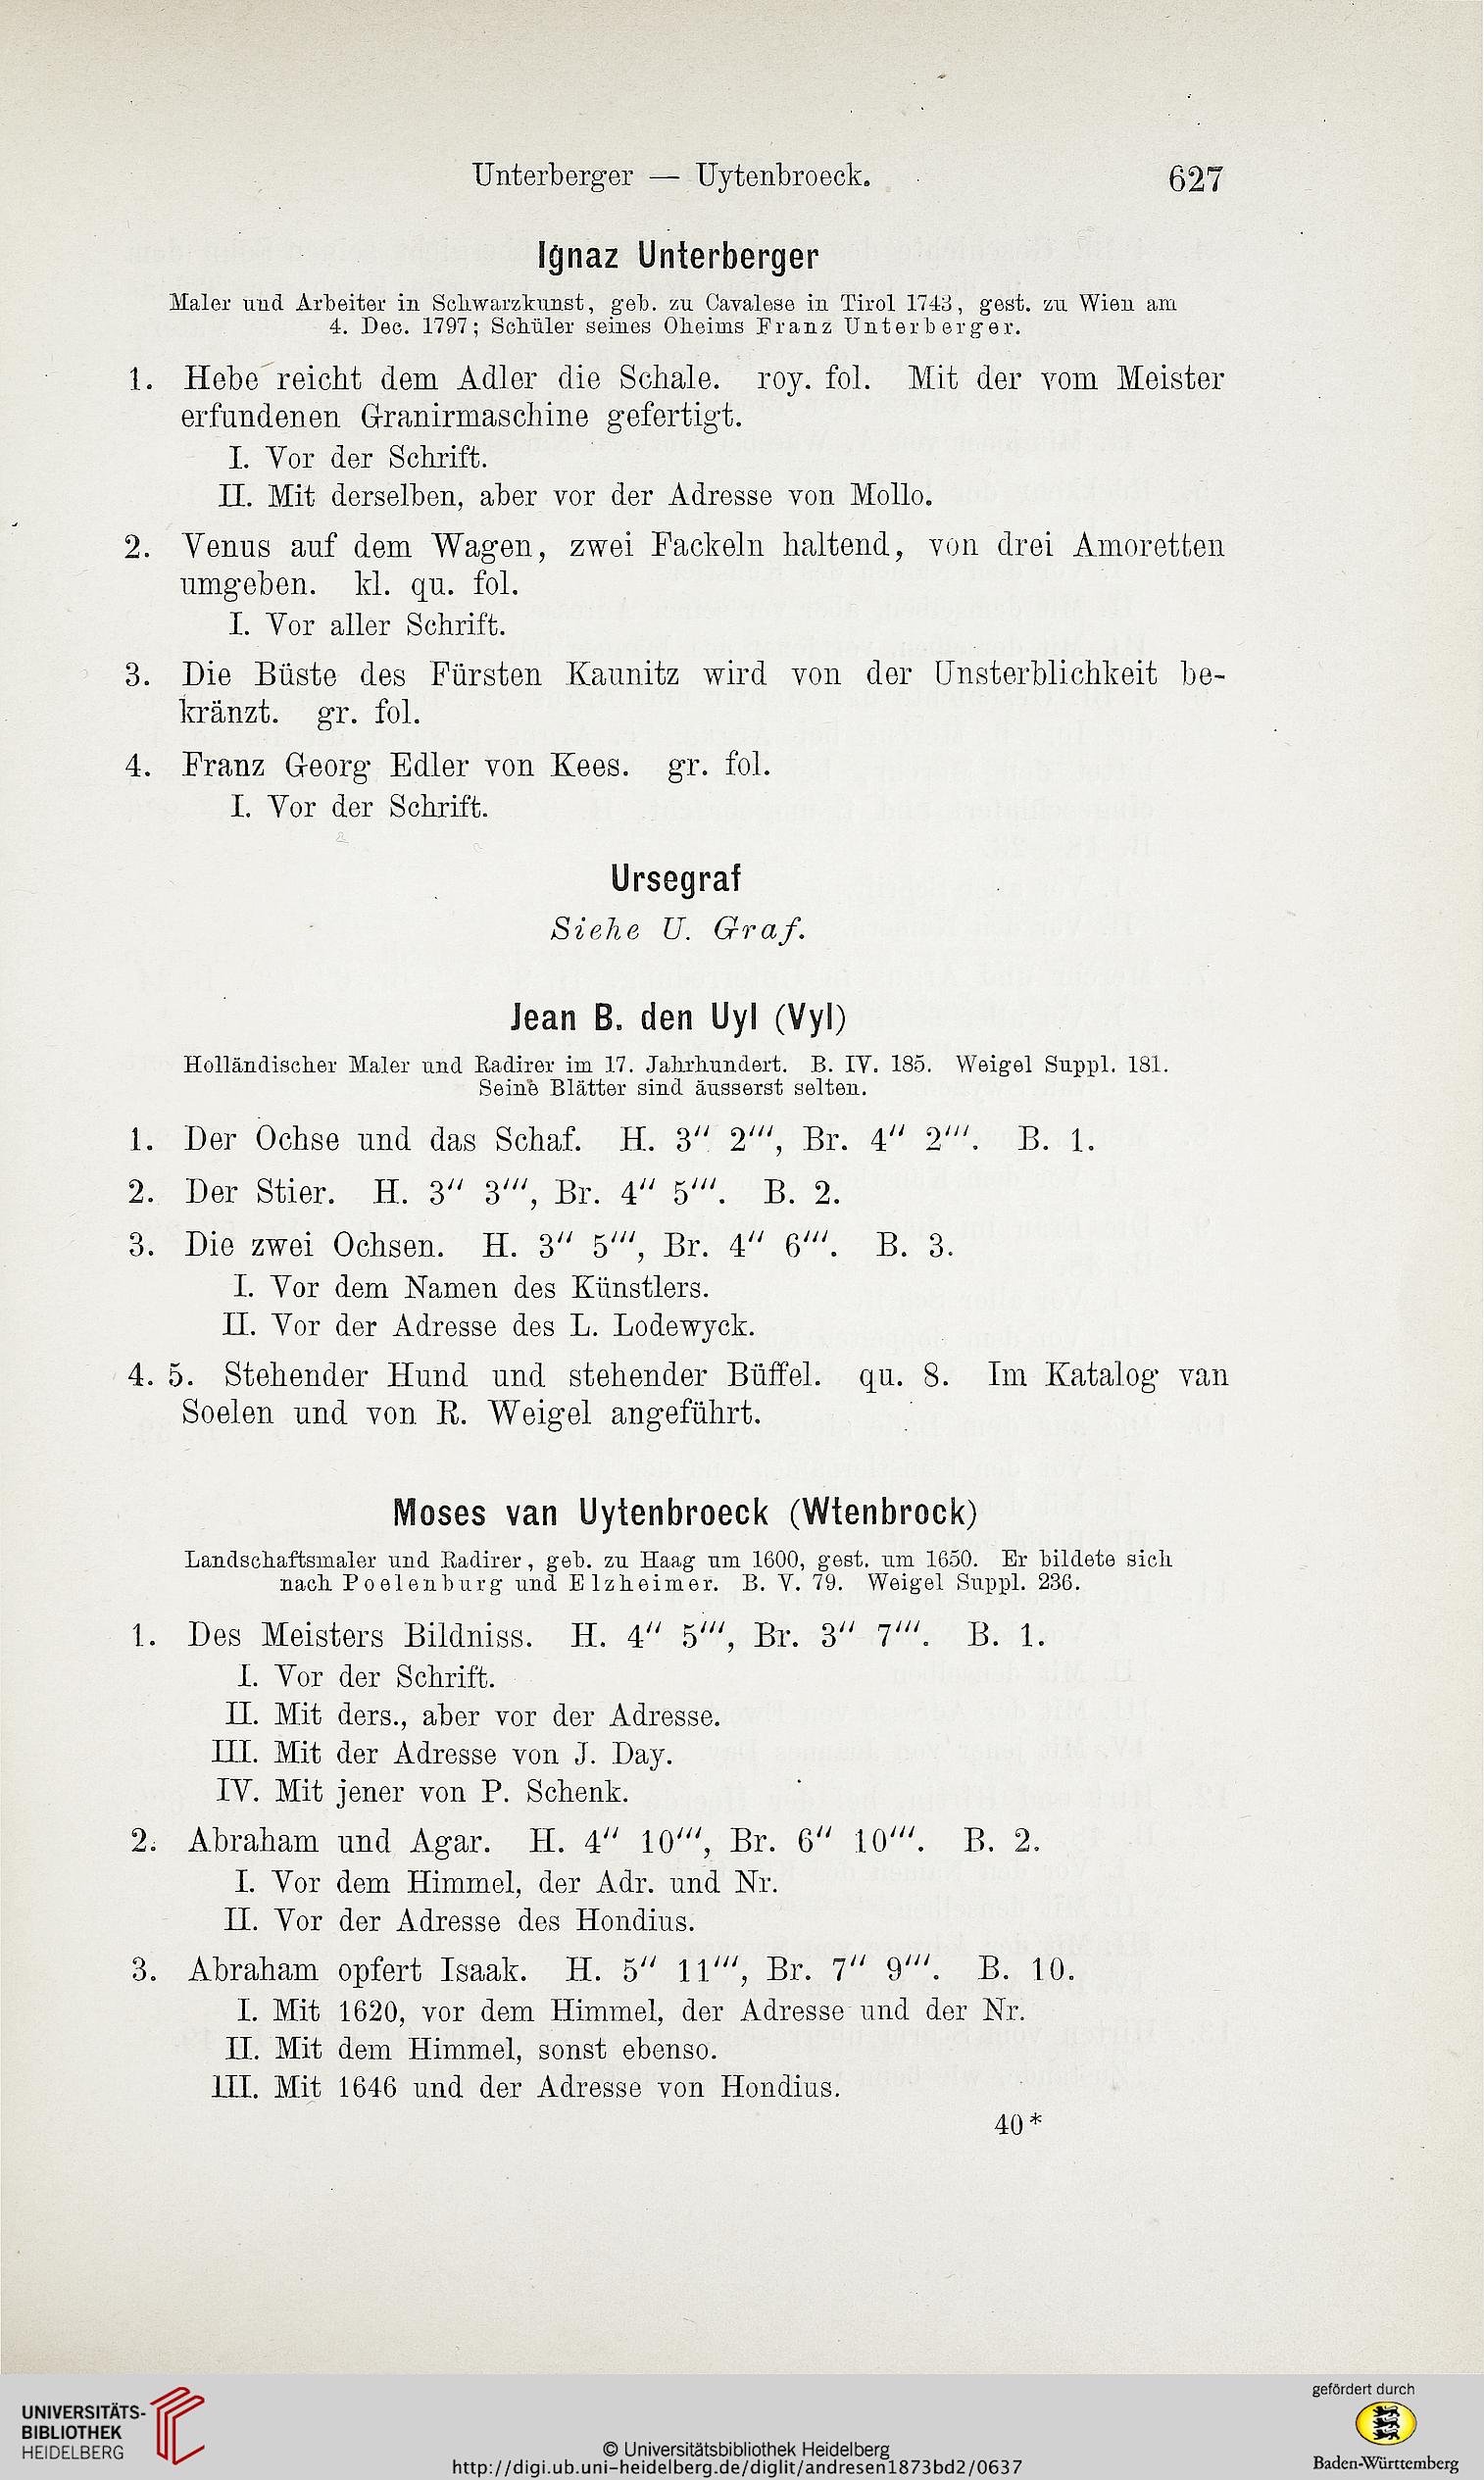 Unterberger — Uytenbroeck. 627
Ignaz Unterberger
Maler und Arbeiter in Schwarzkunst, geb. zu Cavalese in Tirol 1743, gest. zu Wien am
4. Dec. 1797; Schüler seines Oheims Franz Unterberger.
1. Hebe reicht dem Adler die Schale. roy. fol. Mit der vom Meister
erfundenen Granirmaschine gefertigt.
I. Vor der Schrift.
II. Mit derselben, aber vor der Adresse von Mollo.
2. Venus auf dem Wagen, zwei Fackeln haltend, von drei Amoretten
umgeben. kl. qu. fol.
I. Vor aller Schrift.
3. Die Büste des Fürsten Kaunitz wird von der Unsterblichkeit be-
kränzt. gr. fol.
4. Franz Georg Edler von Kees. gr. fol.
I. Vor der Schrift.
Ursegraf
Siehe U. Graf.
Jean B. den Uyl (Vyl)
Holländischer Maler und Radirer im 17. Jahrhundert. B. IV. 185. Weigel Suppl. 181.
Seine Blätter sind äusserst selten.
1. Der Ochse und das Schaf. H. 3″ 2‴, Br. 4″ 2‴. B. 1.
2. Der Stier. H. 3″ 3‴, Br. 4″ 5‴. B. 2.
3. Die zwei Ochsen. H. 3″ 5‴, Br. 4″ 6‴. B. 3.
I. Vor dem Namen des Künstlers.
II. Vor der Adresse des L. Lodewyck.
4. 5. Stehender Hund und stehender Büffel. qu. 8. Im Katalog van
Soelen und von R. Weigel angeführt.
Moses van Uytenbroeck (Wtenbrock)
Landschaftsmaler und Radirer, geb. zu Haag um 1600, gest. um 1650. Er bildete sich
nach Poelenburg und Elzheimer. B. V. 79. Weigel Suppl. 236.
1. Des Meisters Bildniss. H. 4″ 5‴, Br. 3″ 7‴. B. 1.
I. Vor der Schrift.
II. Mit ders., aber vor der Adresse.
III. Mit der Adresse von J. Day.
IV. Mit jener von P. Schenk.
2. Abraham und Agar. H. 4″ 10‴, Br. 6″ 10‴. B. 2.
I. Vor dem Himmel, der Adr. und Nr.
II. Vor der Adresse des Hondius.
3. Abraham opfert Isaak. H. 5″ 11‴, Br. 7″ 9‴. B. 10.
I. Mit 1620, vor dem Himmel, der Adresse und der Nr.
II. Mit dem Himmel, sonst ebenso.
III. Mit 1646 und der Adresse von Hondius.
40*
UNIVERSITÄTS-
BIBLIOTHEK
HEIDELBERG
© Universitätsbibliothek Heidelberg
http://digi.ub.uni-heidelberg.de/diglit/andresen1873bd2/0637
gefördert durch
Baden-Württemberg